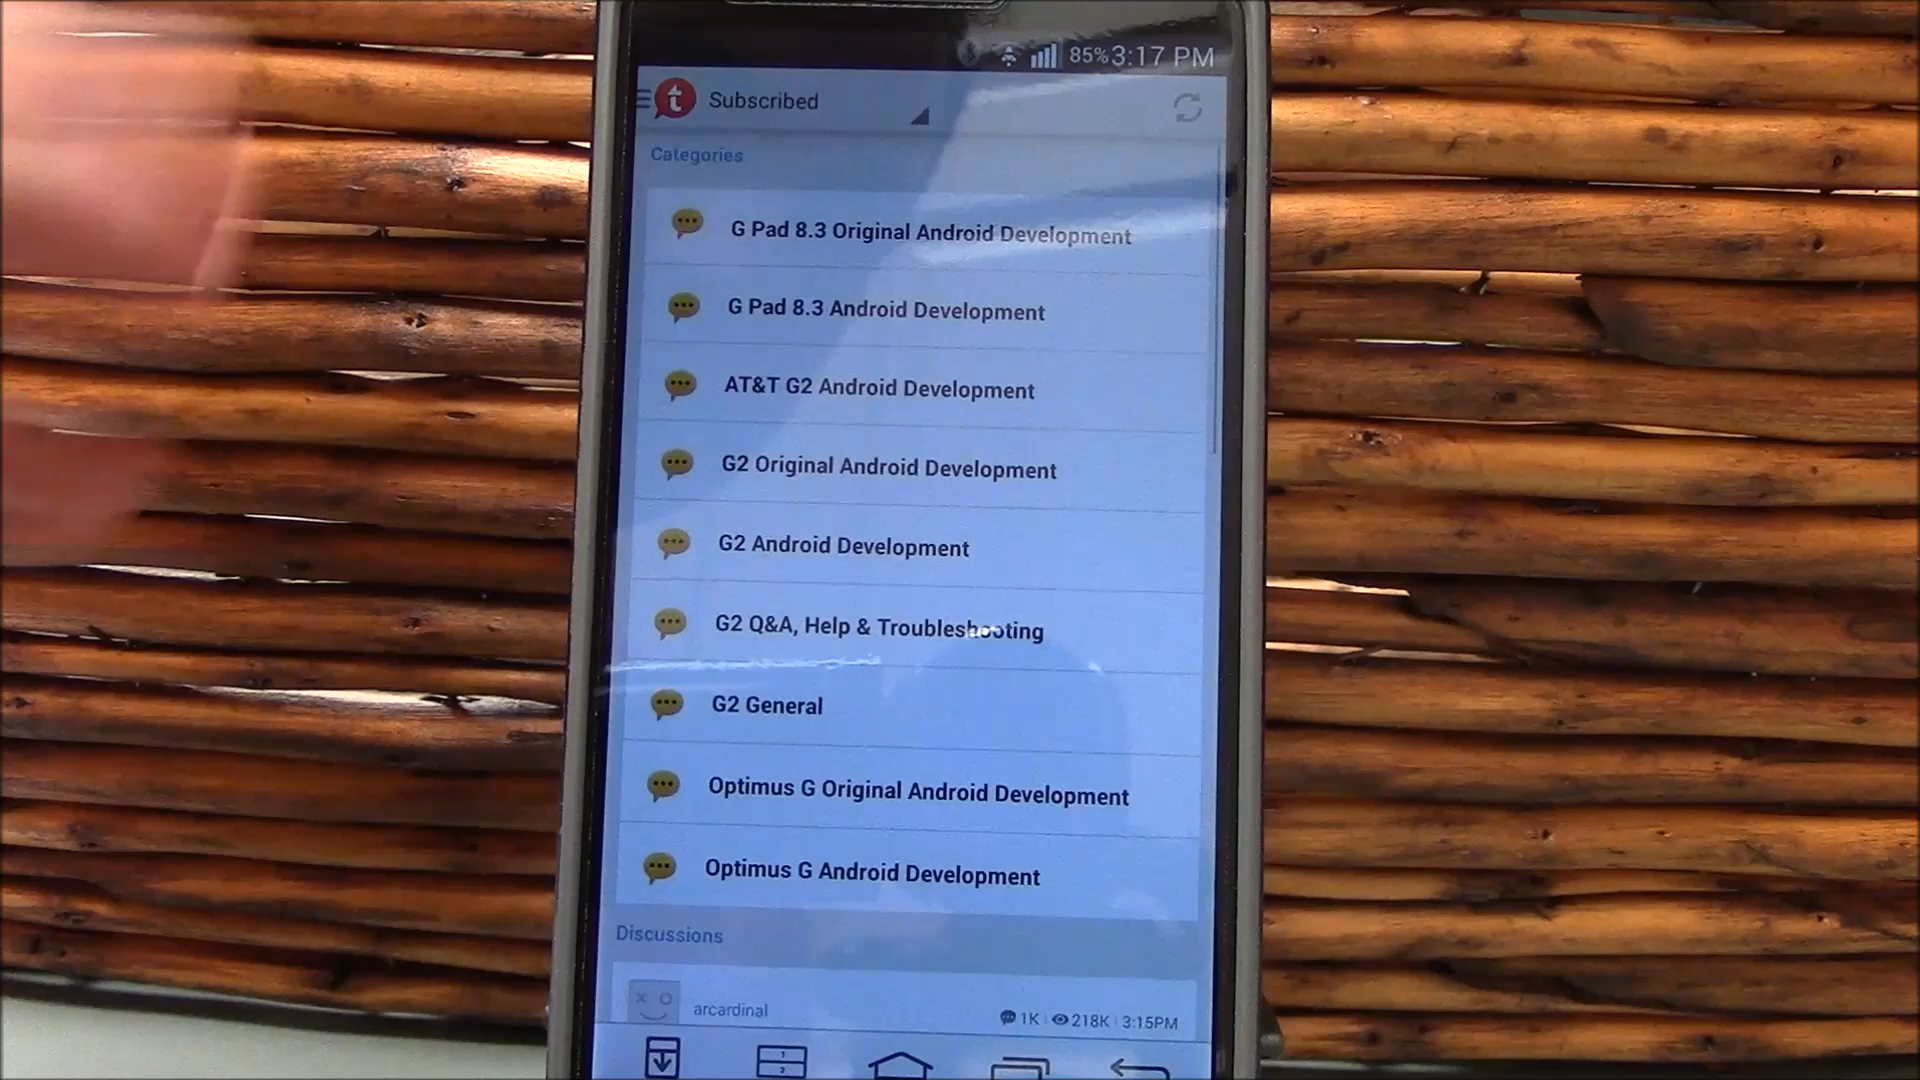 85% 3:17 PM
t Subscribed
Categories
G Pad 8.3 Original Android Development
G Pad 8.3 Android Development
AT&T G2 Android Development
G2 Original Android Development
G2 Android Development
G2 Q&A, Help & Troubleshooting
G2 General
Optimus G Original Android Development
Optimus G Android Development
Discussions
arcardinal 1K 218K 3:15PM
1
2